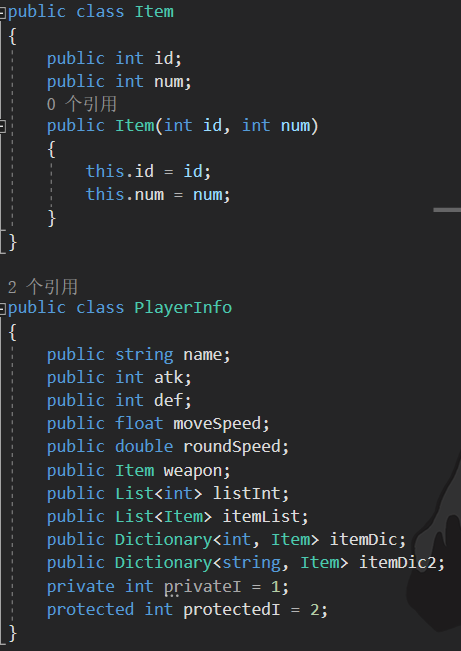 public class Item
{
public int id;
public int num;
0 个引用
public Item(int id, int num)
{
this.id = id;
this.num = num;
}
}
2 个引用
public class PlayerInfo
{
public string name;
public int atk;
public int def;
public float moveSpeed;
public double roundSpeed;
public Item weapon;
public List<int> listInt;
public List<Item> itemList;
public Dictionary<int, Item> itemDic;
public Dictionary<string, Item> itemDic2;
private int privateI = 1;
protected int protectedI = 2;
}